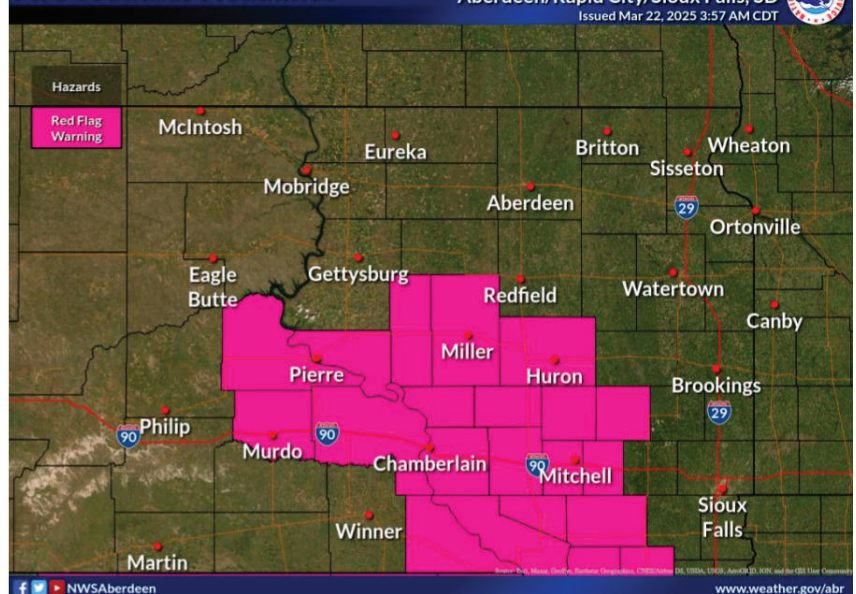 Aberdeen/Rapid City/Sioux Falls, SD
Issued Mar 22, 2025 3:57 AM CDT
Hazards
Red Flag
Warning
McIntosh
Eureka
Britton
Wheaton
Sisseton
Mobridge
Aberdeen
29
Ortonville
Eagle
Butte
Gettysburg
Redfield
Watertown
Canby
Miller
Pierre
Huron
Brookings
29
Philip
90
Murdo
90
Chamberlain
90
Mitchell
Sioux
Falls
Winner
Martin
NWSAberdeen
www.weather.gov/abr